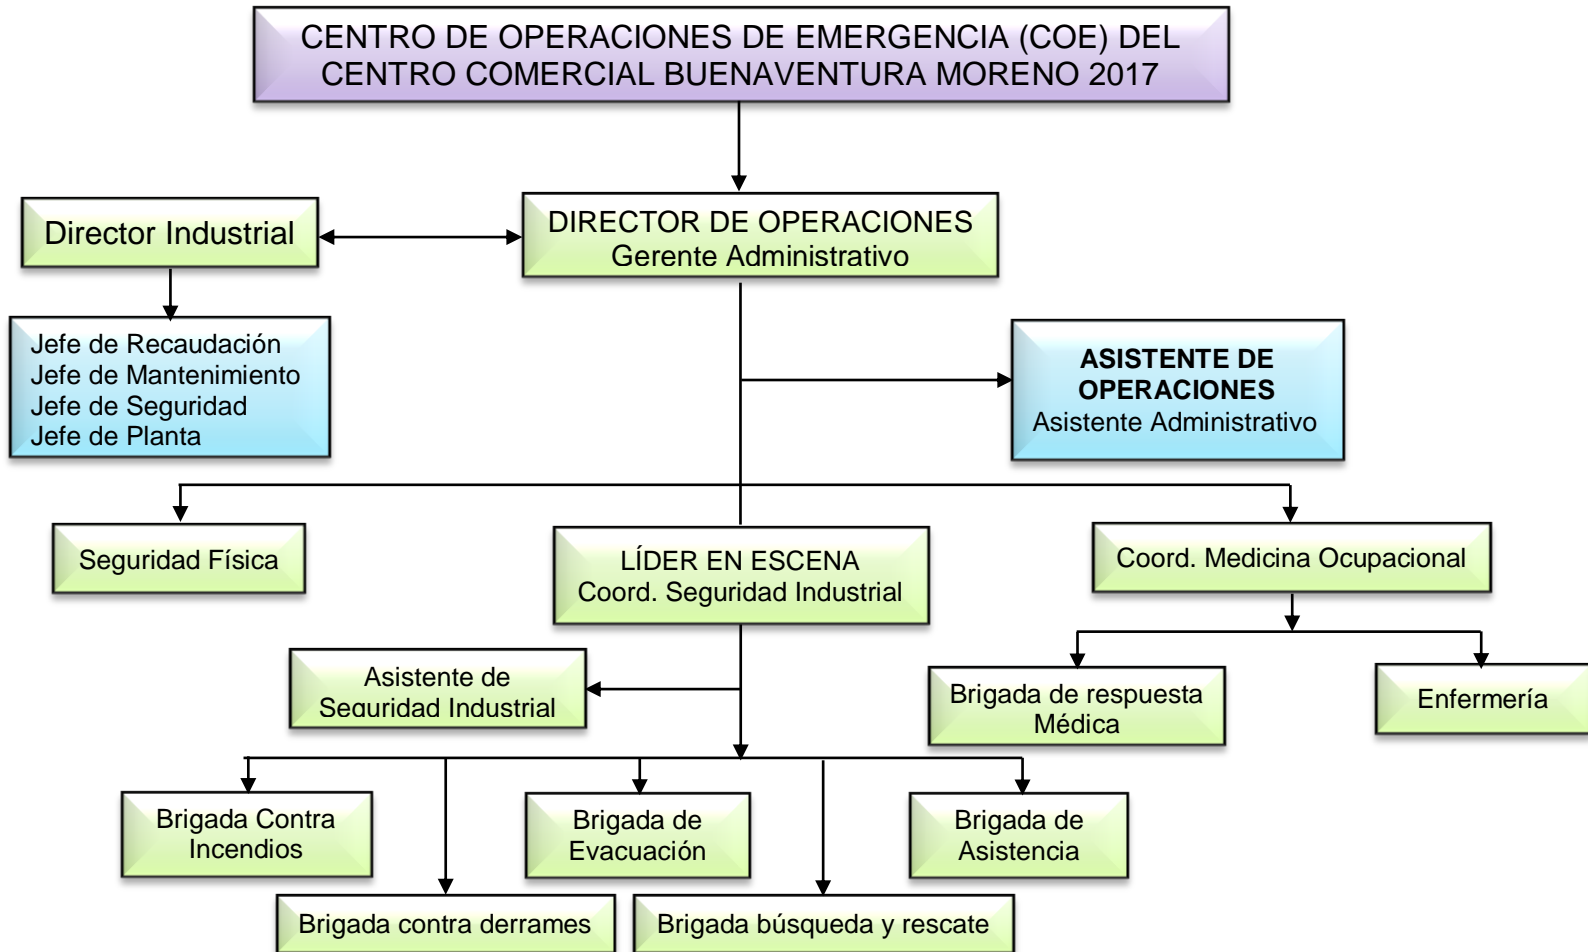 CENTRO DE OPERACIONES DE EMERGENCIA (COE) DEL
CENTRO COMERCIAL BUENAVENTURA MORENO 2017
Director Industrial
DIRECTOR DE OPERACIONES
Gerente Administrativo
Jefe de Recaudación
Jefe de Mantenimiento
Jefe de Seguridad
Jefe de Planta
ASISTENTE DE
OPERACIONES
Asistente Administrativo
Seguridad Física
LÍDER EN ESCENA
Coord. Seguridad Industrial
Coord. Medicina Ocupacional
Asistente de
Seguridad Industrial
Brigada de respuesta
Médica
Enfermería
Brigada Contra
Incendios
Brigada de
Evacuación
Brigada de
Asistencia
Brigada contra derrames
Brigada búsqueda y rescate